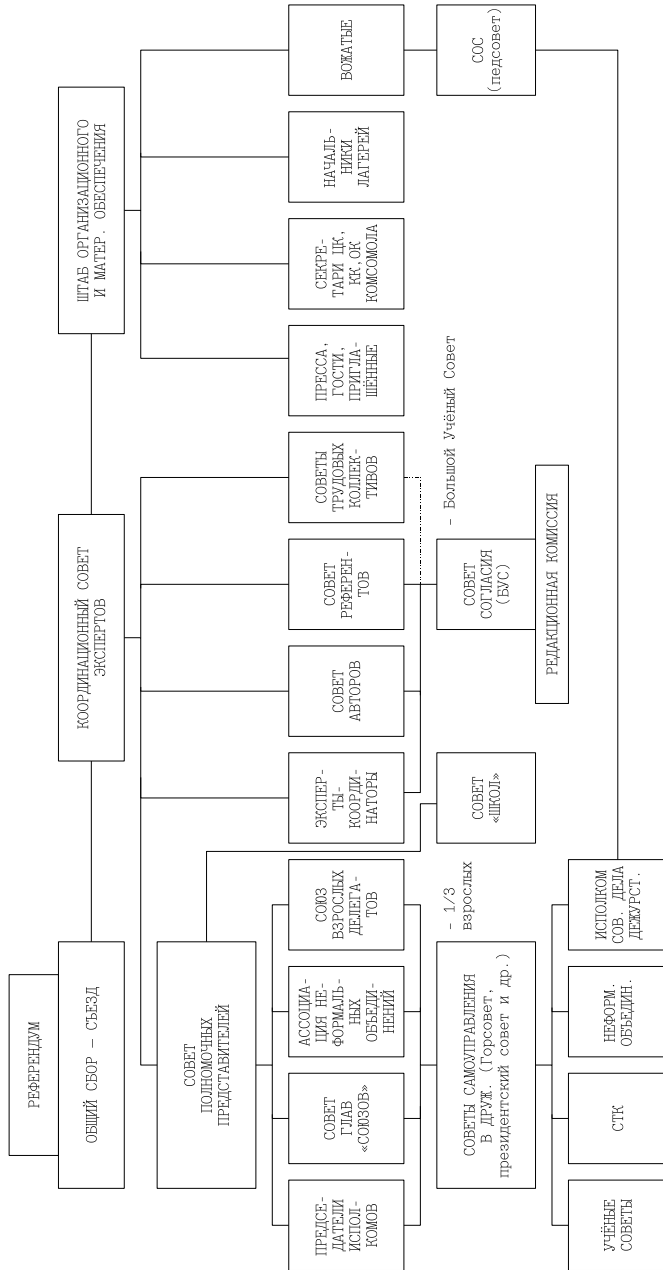 РЕФЕРЕНДУМ
ОБЩИЙ СБОР – СЪЕЗД
КООРДИНАЦИОННЫЙ СОВЕТ
ЭКСПЕРТОВ
ШТАБ ОРГАНИЗАЦИОННОГО
И МАТЕР. ОБЕСПЕЧЕНИЯ
СОВЕТ
ПОЛНОМОЧНЫХ
ПРЕДСТАВИТЕЛЕЙ
ПРЕДСЕ-
ДАТЕЛИ
ИСПОЛ-
КОМОВ
СОВЕТ
ГЛАВ
«СОЮЗОВ»
АССОЦИА-
ЦИЯ НЕ-
ФОРМАЛЬ-
НЫХ
ОБЪЕДИ-
НЕНИЙ
СОЮЗ
ВЗРОСЛЫХ
ДЕЛЕГА-
ТОВ
ЭКСПЕР-
ТЫ-
КООРДИ-
НАТОРЫ
СОВЕТ
АВТОРОВ
СОВЕТ
РЕФЕРЕН-
ТОВ
СОВЕТЫ
ТРУДОВЫХ
КОЛЛЕК-
ТИВОВ
ПРЕССА,
ГОСТИ,
ПРИГЛА-
ШЁННЫЕ
СЕКРЕ-
ТАРИ ЦК,
КК,ОК
КОМСОМОЛА
НАЧАЛЬ-
НИКИ
ЛАГЕРЕЙ
ВОЖАТЫЕ
СОВЕТЫ САМОУПРАВЛЕНИЯ
В ДРУЖ. (Горсовет,
президентский совет и др.)
- 1/3
взрослых
СОВЕТ
«ШКОЛ»
СОВЕТ
СОГЛАСИЯ
(БУС)
- Большой Учёный Совет
СОС
(педсовет)
РЕДАКЦИОННАЯ КОМИССИЯ
УЧЁНЫЕ
СОВЕТЫ
СТК
НЕФОРМ.
ОБЪЕДИН.
ИСПОЛКОМ
СОВ. ДЕЛА
ДЕЖУРСТ.